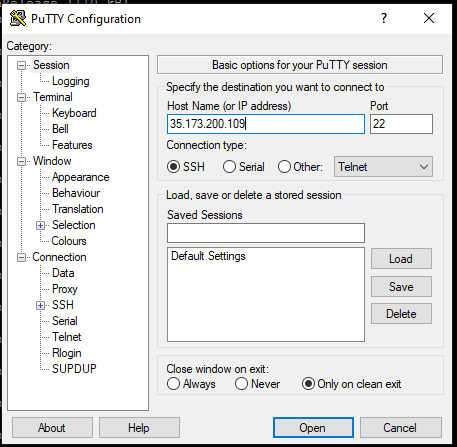 PuTTY Configuration
Category:
Session
Logging
Terminal
Keyboard
Bell
Features
Window
Appearance
Behaviour
Translation
Selection
Colours
Connection
Data
Proxy
SSH
Serial
Telnet
Rlogin
SUPDUP
Basic options for your PuTTY session
Specify the destination you want to connect to
Host Name (or IP address) Port
35.173.200.109 22
Connection type:
SSH Serial Other: Telnet
Load, save or delete a stored session
Saved Sessions
Default Settings
Load
Save
Delete
Close window on exit:
Always Never Only on clean exit
About Help Open Cancel